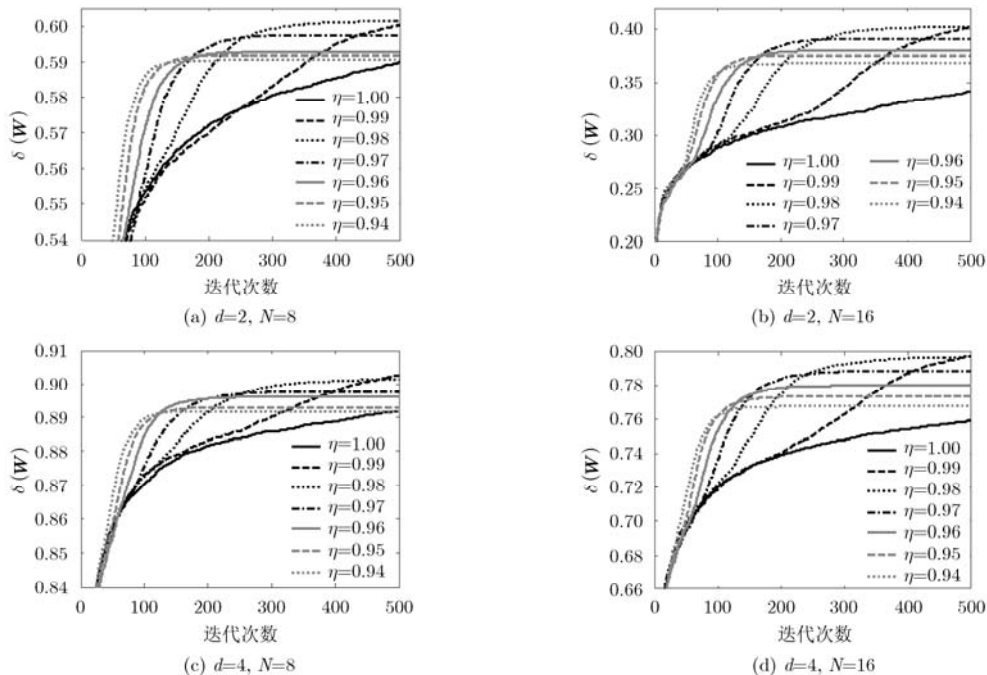 0.60
0.59
0.58
0.57
0.56
0.55
0.54
δ (W)
η=1.00
η=0.99
η=0.98
η=0.97
η=0.96
η=0.95
η=0.94
0 100 200 300 400 500
迭代次数
(a) d=2, N=8
0.40
0.35
0.30
0.25
0.20
δ (W)
η=1.00
η=0.99
η=0.98
η=0.97
η=0.96
η=0.95
η=0.94
0 100 200 300 400 500
迭代次数
(b) d=2, N=16
0.91
0.90
0.89
0.88
0.87
0.86
0.85
0.84
δ (W)
η=1.00
η=0.99
η=0.98
η=0.97
η=0.96
η=0.95
η=0.94
0 100 200 300 400 500
迭代次数
(c) d=4, N=8
0.80
0.78
0.76
0.74
0.72
0.70
0.68
0.66
δ (W)
η=1.00
η=0.99
η=0.98
η=0.97
η=0.96
η=0.95
η=0.94
0 100 200 300 400 500
迭代次数
(d) d=4, N=16